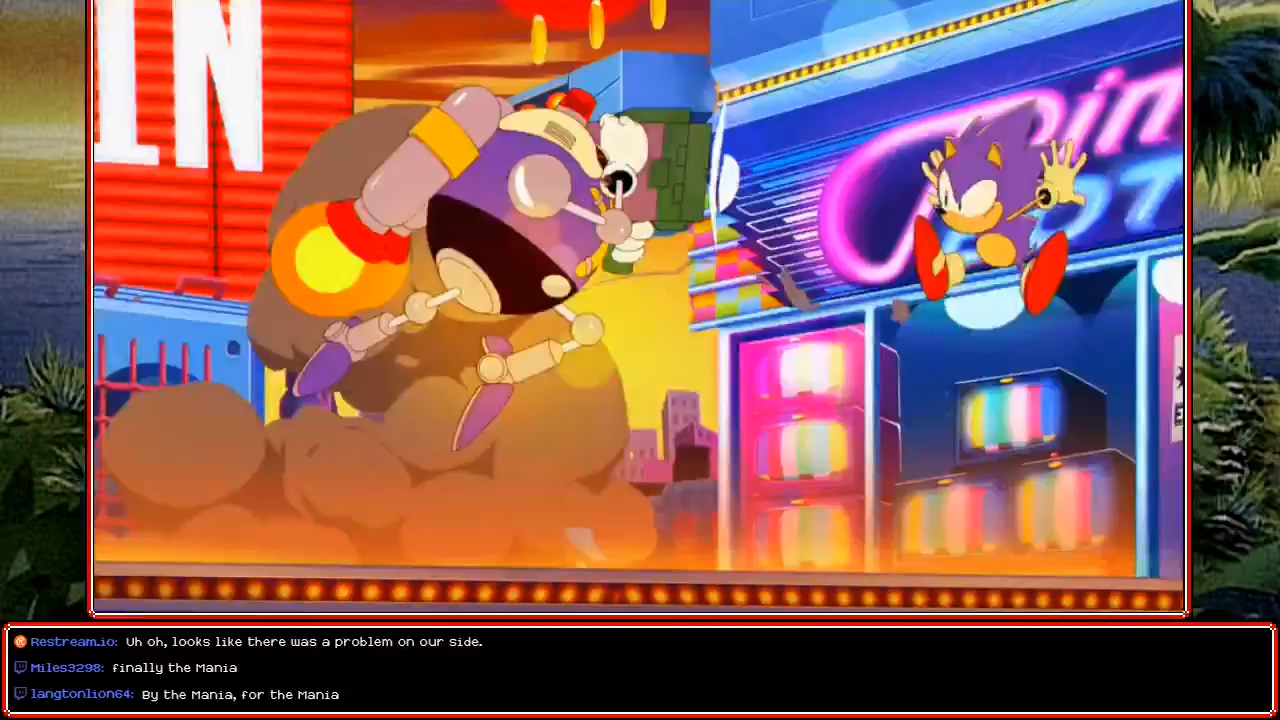 IN
Restream.io: Uh oh, looks like there was a problem on our side.
Miles3298: finally the Mania
langtonlion64: By the Mania, for the Mania